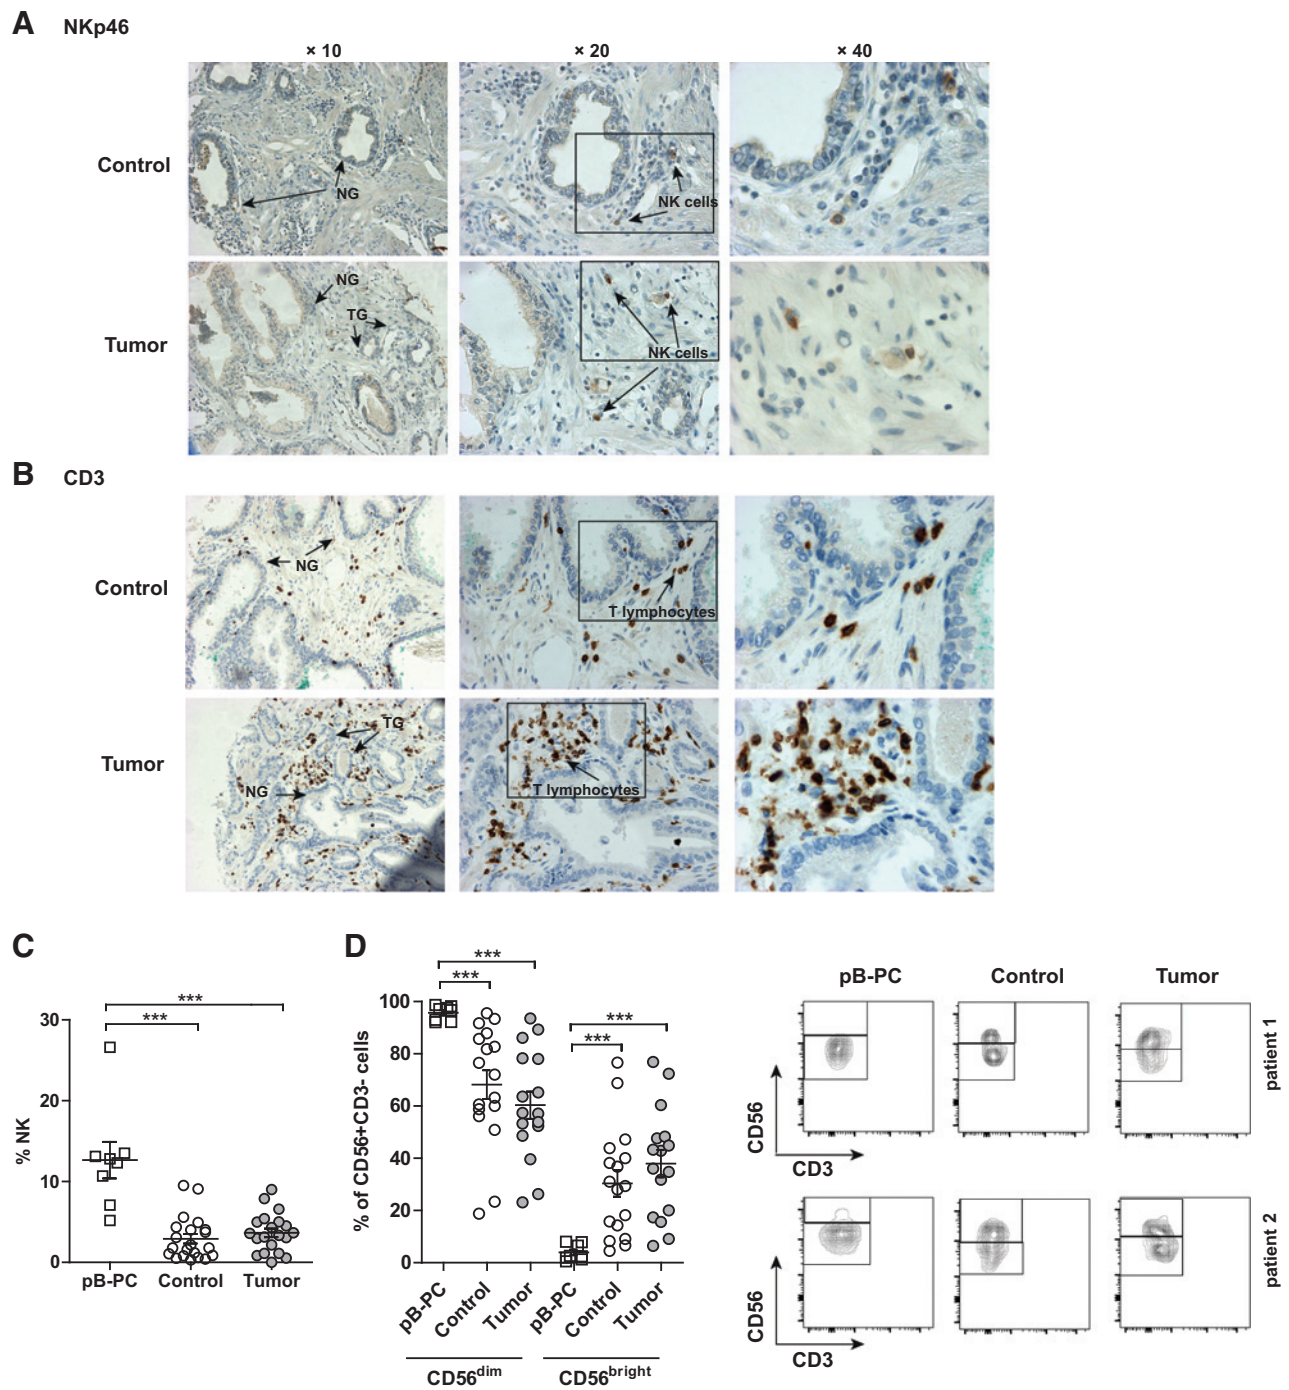 A NKp46
× 10 × 20 × 40
Control
NG
NK cells
Tumor
NG
TG
NK cells
B CD3
Control
NG
T lymphocytes
Tumor
TG
NG
T lymphocytes
C
% NK
***
***
30
20
10
0
pB-PC Control Tumor
D
% of CD56+CD3- cells
***
***
***
***
100
80
60
40
20
0
pB-PC Control Tumor pB-PC Control Tumor
CD56dim CD56bright
pB-PC Control Tumor
CD56
CD3
patient 1
CD56
CD3
patient 2